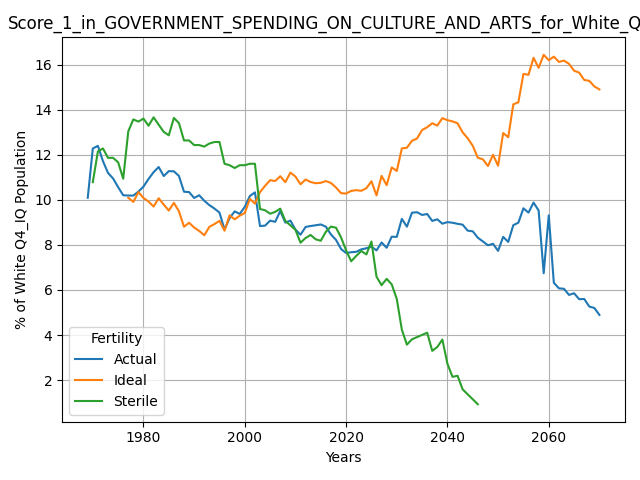 Score_1_in_GOVERNMENT_SPENDING_ON_CULTURE_AND_ARTS_for_White_Q
% of White Q4_IQ Population
16
14
12
10
8
6
4
2
Fertility
Actual
Ideal
Sterile
1980 2000 2020 2040 2060
Years